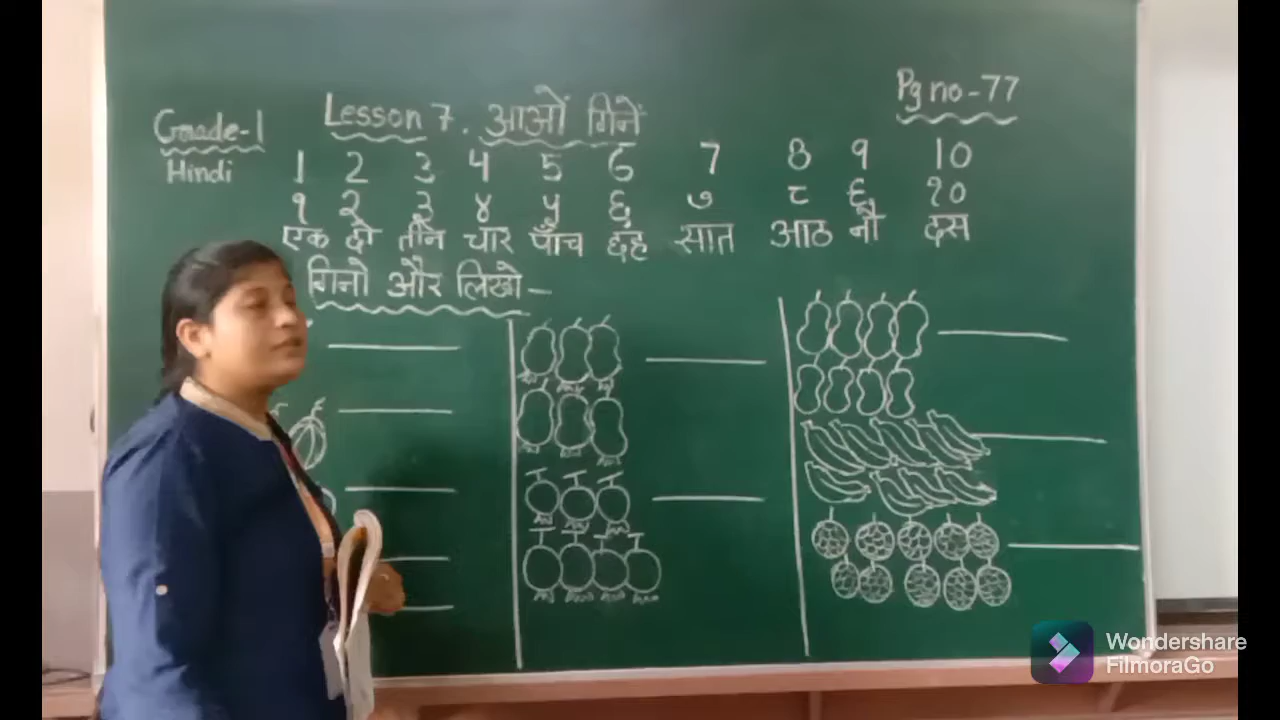 Grade-1 Lesson 7. आओं गिनें Pg no-77
Hindi 1 2 3 4 5 6 7 8 9 10
१ २ ३ ४ ५ ६ ७ ८ ६ १०
एक दो तीन चार पाँच छह सात आठ नौ दस
गिनो और लिखो-
Wondershare
FilmoraGo